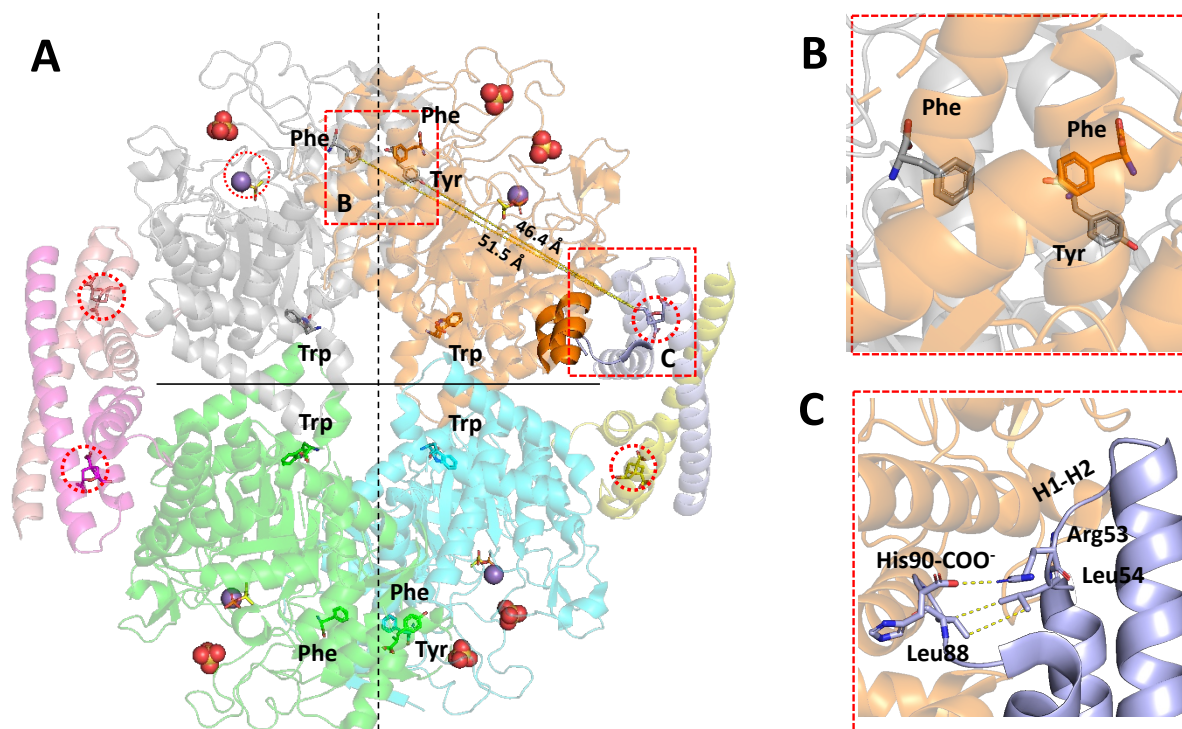 A
Phe
Phe
Tyr
B
46.4 Å
51.5 Å
C
Trp
Trp
Trp
Trp
Phe
Phe
Tyr
B
Phe
Phe
Tyr
C
H1-H2
Arg53
His90-COO⁻
Leu54
Leu88